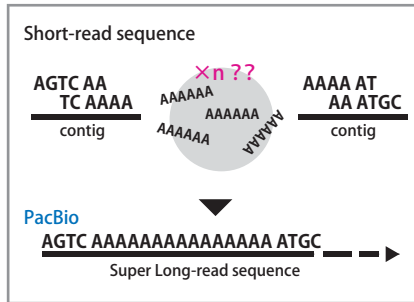 Short-read sequence
×n ??
AGTC AA
TC AAAA
contig
AAAAAA
AAAAAA
AAAAAA
AAAAA
AAAA AT
AA ATGC
contig
PacBio
AGTC AAAAAAAAAAAAAAA ATGC
Super Long-read sequence